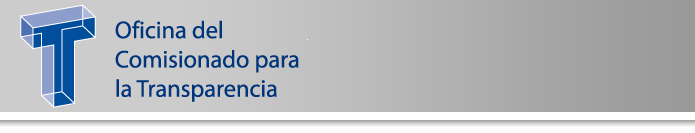 Oficina del
Comisionado para
la Transparencia